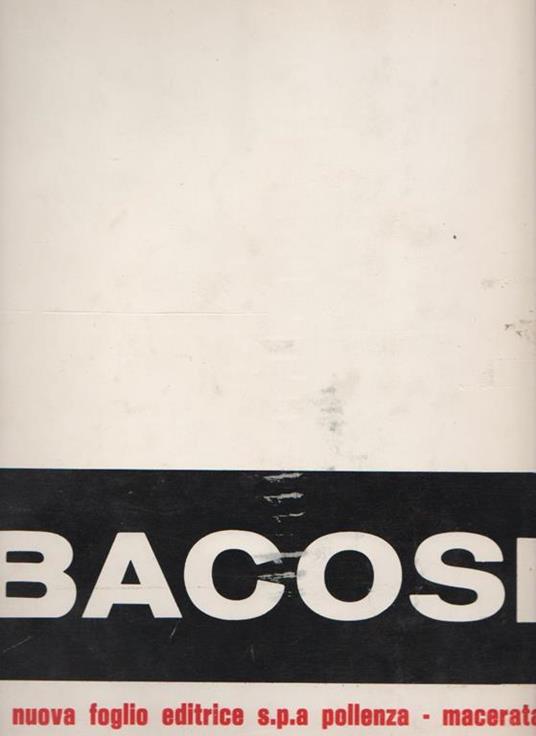 BACOSI
nuova foglio editrice s.p.a pollenza - macerata